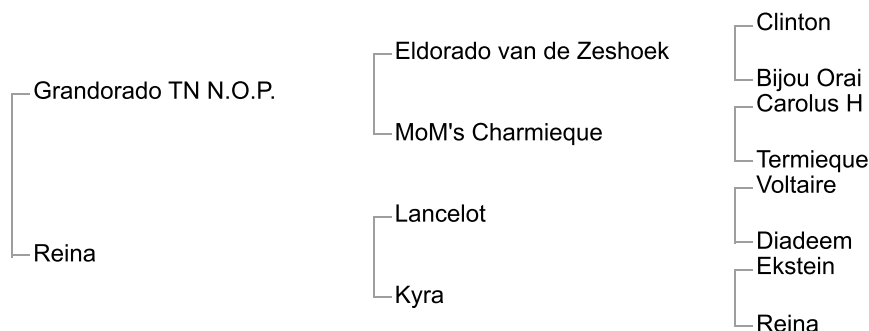 Clinton
Eldorado van de Zeshoek
Bijou Orai
Grandorado TN N.O.P.
Carolus H
MoM's Charmieque
Termieque
Voltaire
Lancelot
Diadeem
Reina
Ekstein
Kyra
Reina